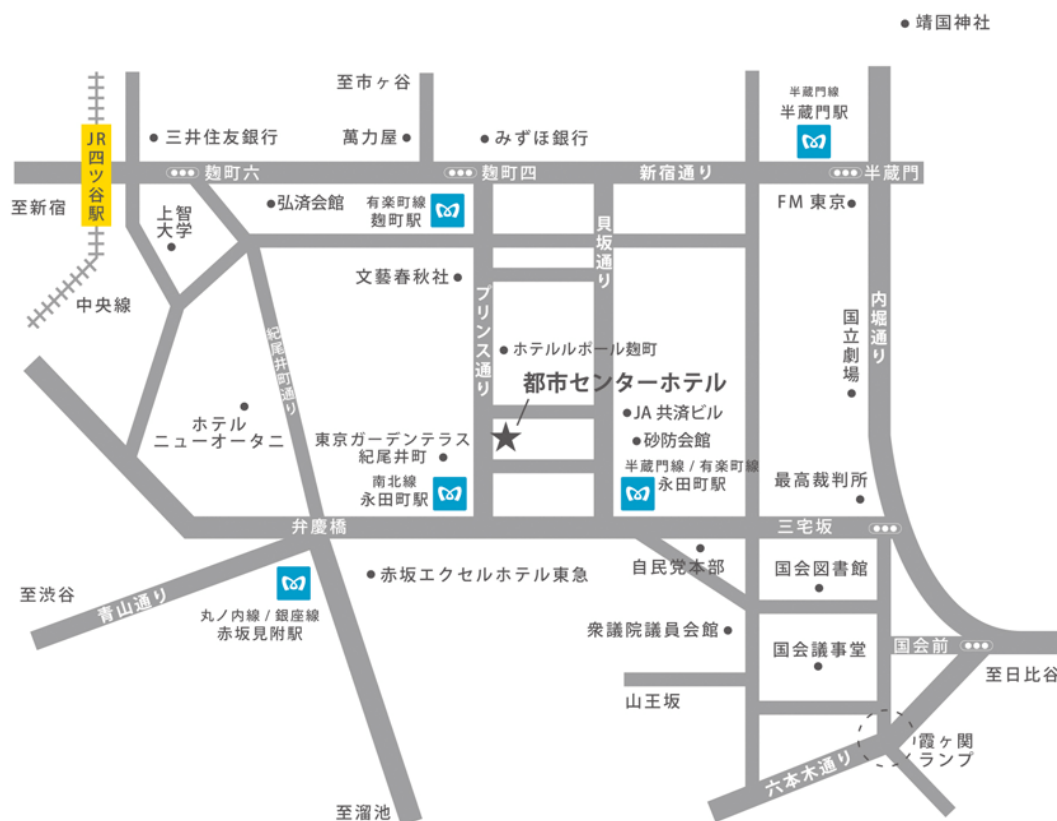 靖国神社
至市ヶ谷
半蔵門線
半蔵門駅
JR四ツ谷駅
三井住友銀行
萬力屋
みずほ銀行
麹町六
麹町四
新宿通り
半蔵門
至新宿
弘済会館
有楽町線
麹町駅
FM 東京
上智
大学
貝坂通り
中央線
文藝春秋社
プリンス通り
内堀通り
国立劇場
紀尾井町通り
ホテルルポール麹町
都市センターホテル
ホテル
ニューオータニ
JA 共済ビル
東京ガーデンテラス
紀尾井町
砂防会館
南北線
永田町駅
半蔵門線 / 有楽町線
永田町駅
最高裁判所
弁慶橋
三宅坂
赤坂エクセルホテル東急
自民党本部
国会図書館
至渋谷
青山通り
丸ノ内線 / 銀座線
赤坂見附駅
衆議院議員会館
国会議事堂
国会前
至日比谷
山王坂
霞ヶ関
ランプ
六本木通り
至溜池